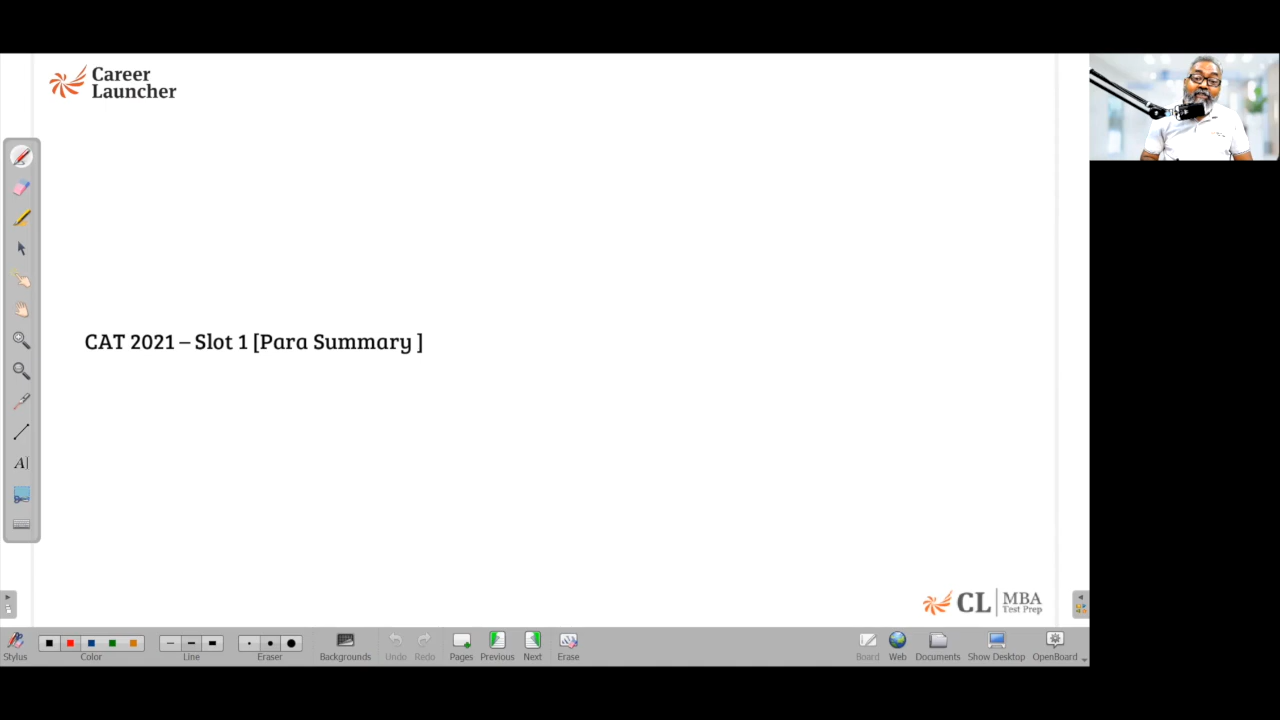 Career
Launcher
CAT 2021 – Slot 1 [Para Summary ]
A|
CL | MBA
Test Prep
Stylus
Color
Line
Eraser
Backgrounds
Undo
Redo
Pages
Previous
Next
Erase
Board
Web
Documents
Show Desktop
OpenBoard